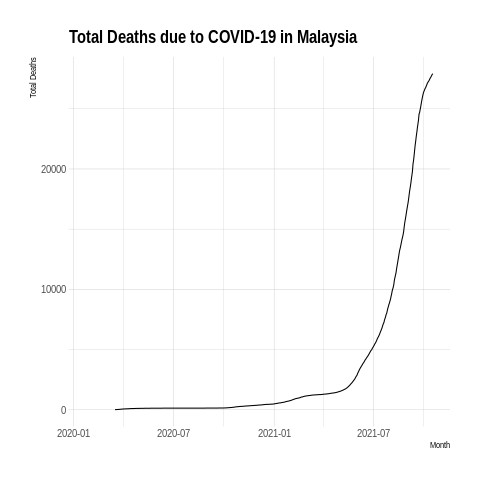 Total Deaths due to COVID-19 in Malaysia
Total Deaths
20000
10000
0
2020-01 2020-07 2021-01 2021-07
Month